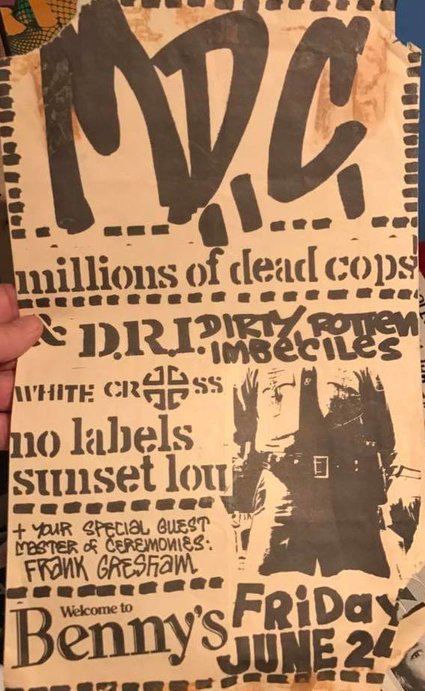 M.D.C.
millions of dead cops
& D.R.I. DIRTY ROTTEN
IMBECILES
WHITE CROSS
no labels
sunset lou
+ YOUR SPECIAL GUEST
MASTER of CEREMONIES:
FRANK GRESHAM
Welcome to
Benny's
FRIDAY
JUNE 24